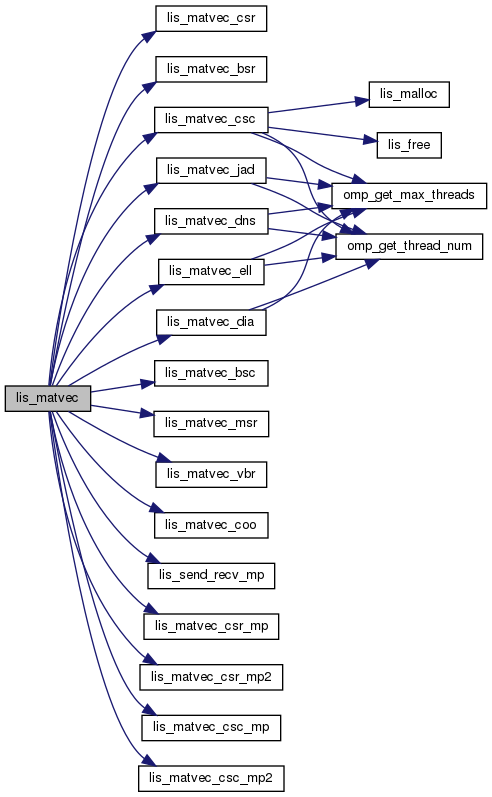 lis_matvec
lis_matvec_csr
lis_matvec_bsr
lis_matvec_csc
lis_matvec_jad
lis_matvec_dns
lis_matvec_ell
lis_matvec_dia
lis_matvec_bsc
lis_matvec_msr
lis_matvec_vbr
lis_matvec_coo
lis_send_recv_mp
lis_matvec_csr_mp
lis_matvec_csr_mp2
lis_matvec_csc_mp
lis_matvec_csc_mp2
lis_malloc
lis_free
omp_get_max_threads
omp_get_thread_num